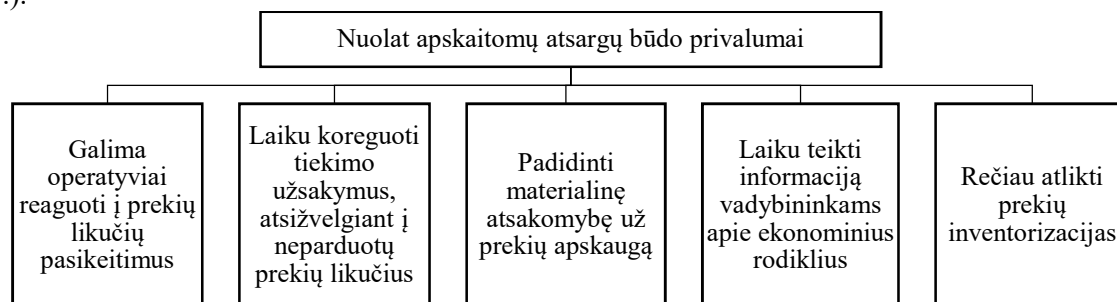 .).
Nuolat apskaitomų atsargų būdo privalumai
Galima
operatyviai
reaguoti į prekių
likučių
pasikeitimus
Laiku koreguoti
tiekimo
užsakymus,
atsižvelgiant į
neparduotų
prekių likučius
Padidinti
materialinę
atsakomybę už
prekių apskaugą
Laiku teikti
informaciją
vadybininkams
apie ekonominius
rodiklius
Rečiau atlikti
prekių
inventorizacijas